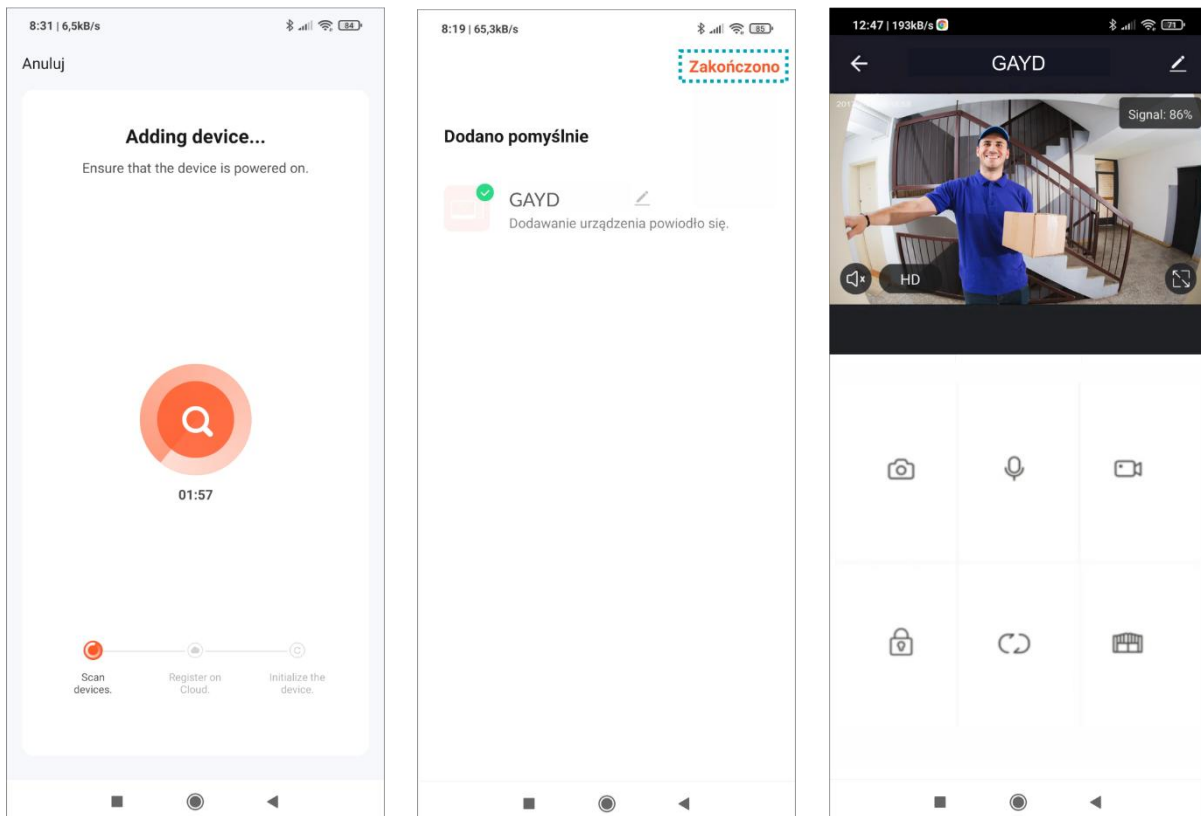 8:31 | 6,5kB/s
84
Anuluj
Adding device...
Ensure that the device is powered on.
01:57
Scan
devices.
Register on
Cloud.
Initialize the
device.
8:19 | 65,3kB/s
85
Zakończono
Dodano pomyślnie
GAYD
Dodawanie urządzenia powiodło się.
12:47 | 193kB/s
71
GAYD
Signal: 86%
HD